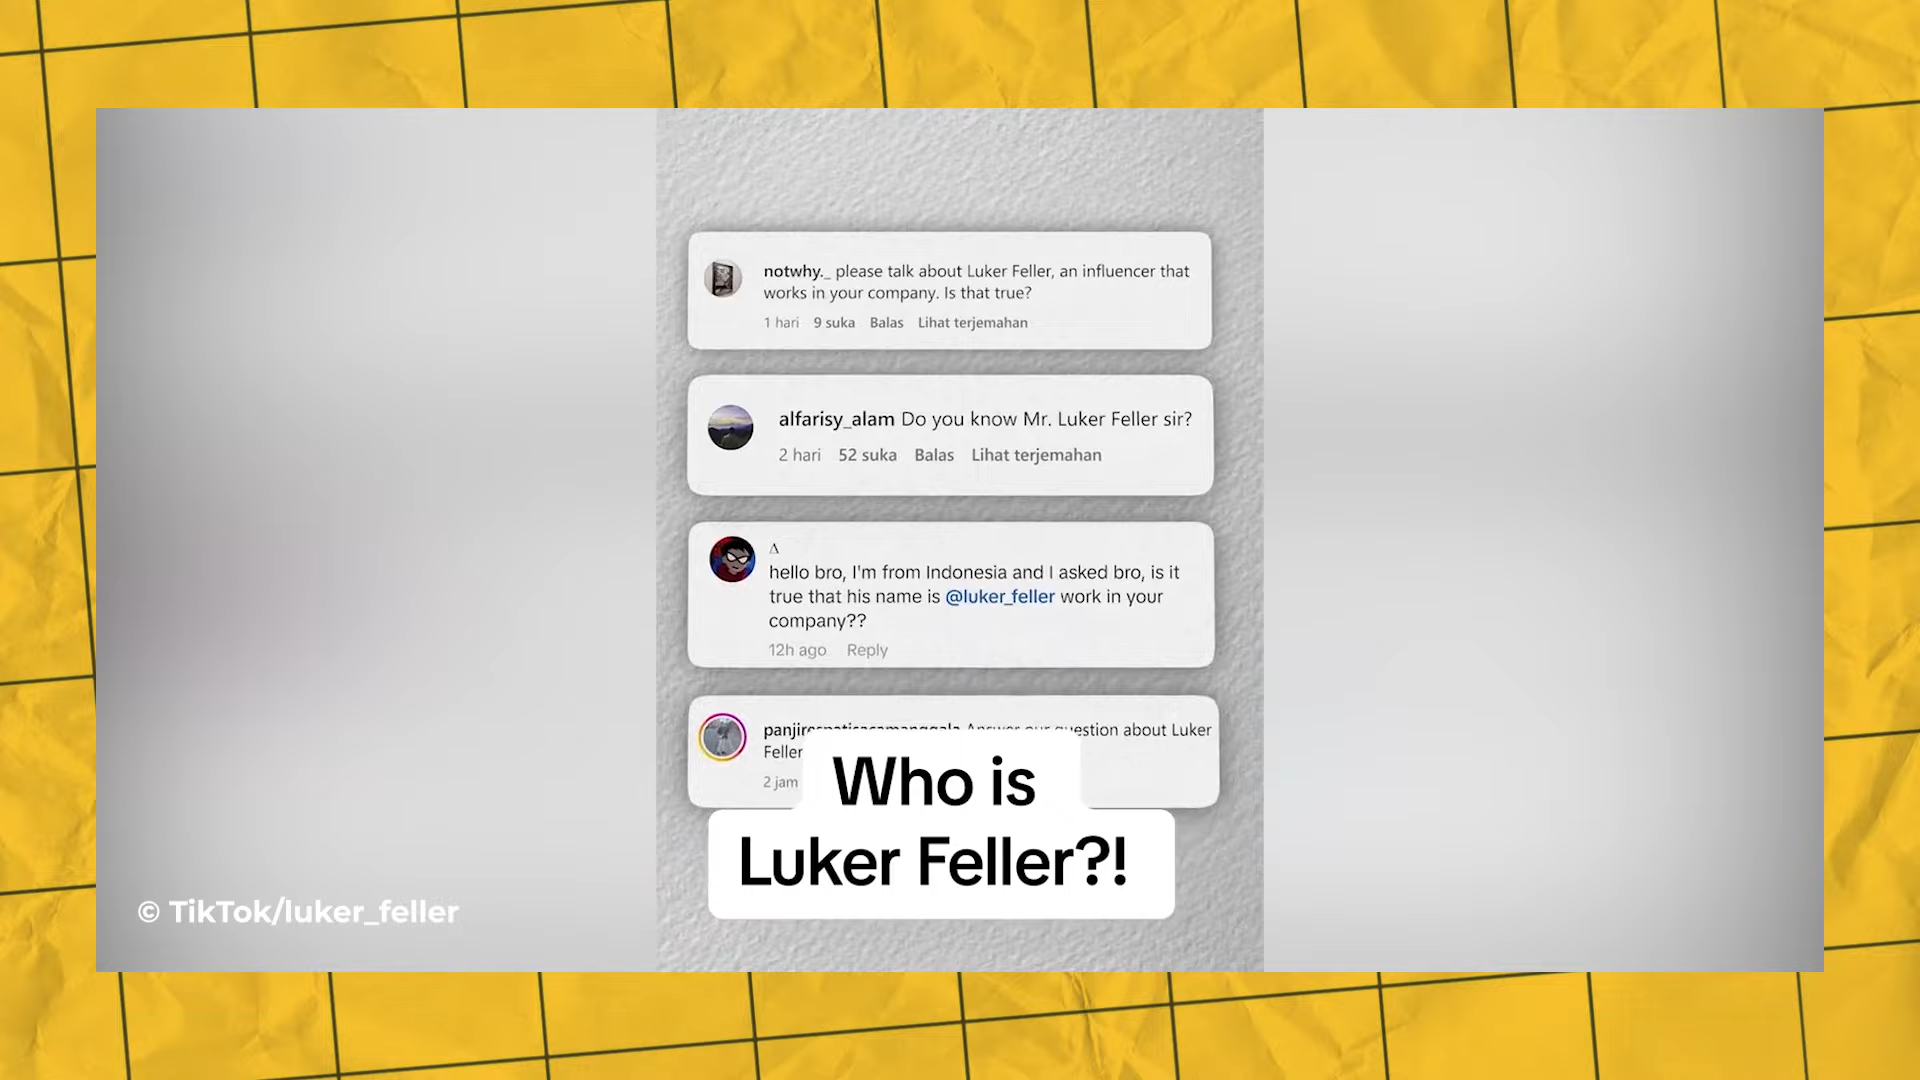 notwhy._ please talk about Luker Feller, an influencer that
works in your company. Is that true?
1 hari 9 suka Balas Lihat terjemahan
alfarisy_alam Do you know Mr. Luker Feller sir?
2 hari 52 suka Balas Lihat terjemahan
Δ
hello bro, I'm from Indonesia and I asked bro, is it
true that his name is @luker_feller work in your
company??
12h ago Reply
question about Luker
Feller
2 jam
Who is
Luker Feller?!
© TikTok/luker_feller